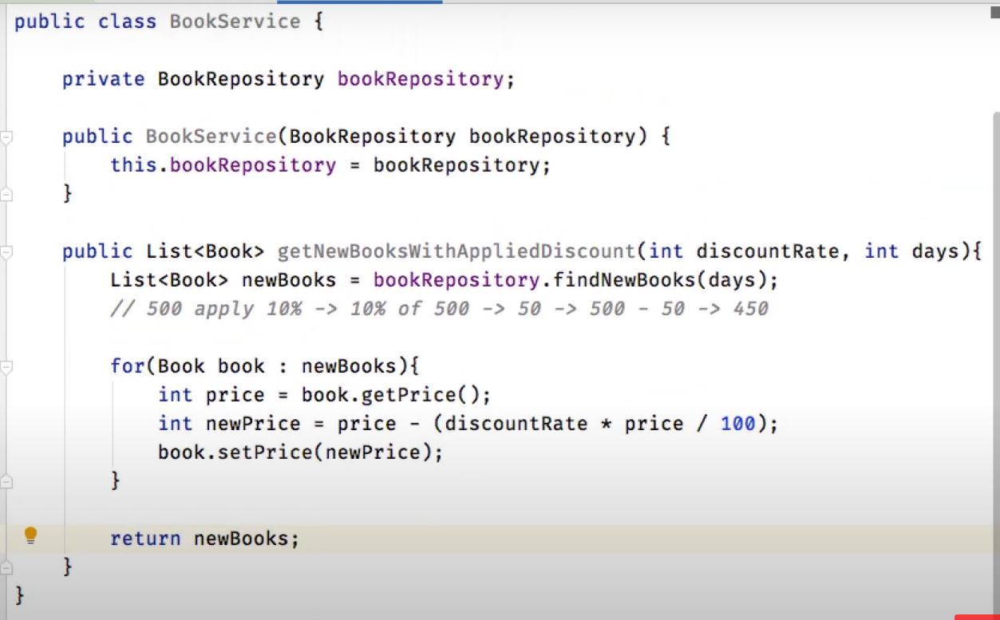 public class BookService {
private BookRepository bookRepository;
public BookService(BookRepository bookRepository) {
this.bookRepository = bookRepository;
}
public List<Book> getNewBooksWithAppliedDiscount(int discountRate, int days){
List<Book> newBooks = bookRepository.findNewBooks(days);
// 500 apply 10% -> 10% of 500 -> 50 -> 500 - 50 -> 450
for(Book book : newBooks){
int price = book.getPrice();
int newPrice = price - (discountRate * price / 100);
book.setPrice(newPrice);
}
return newBooks;
}
}